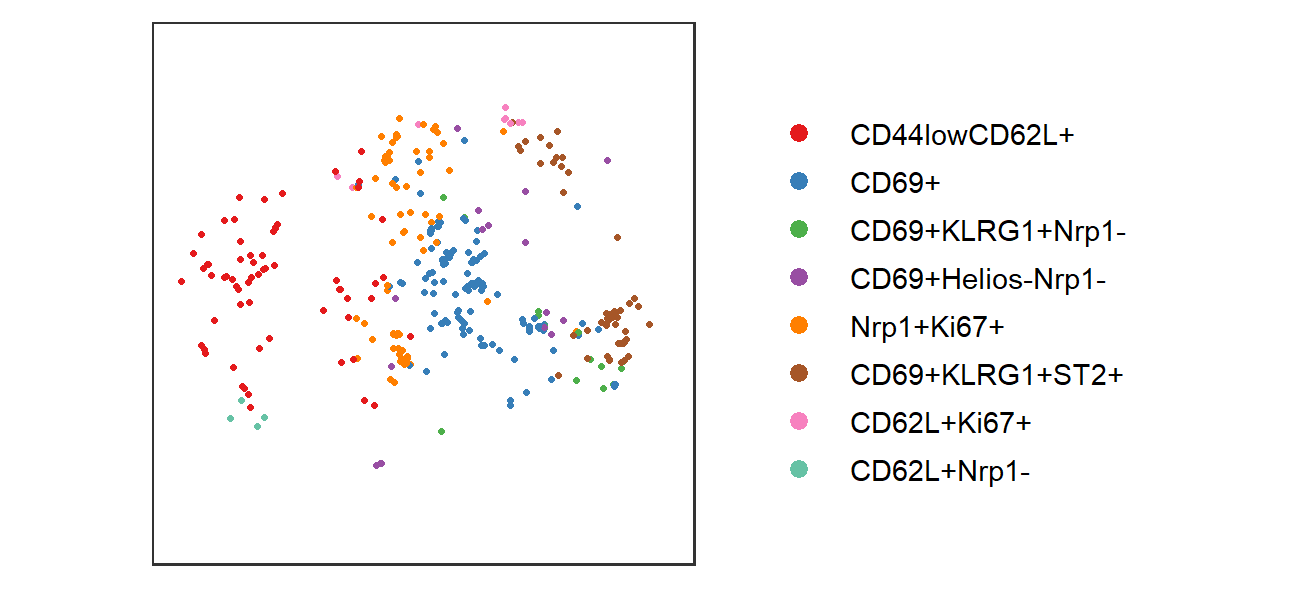 CD44lowCD62L+
CD69+
CD69+KLRG1+Nrp1-
CD69+Helios-Nrp1-
Nrp1+Ki67+
CD69+KLRG1+ST2+
CD62L+Ki67+
CD62L+Nrp1-